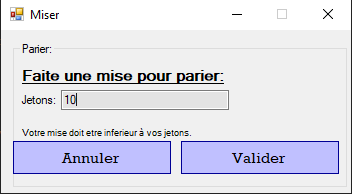 Miser
Parier:
Faite une mise pour parier:
Jetons: 10
Votre mise doit etre inferieur à vos jetons.
Annuler Valider